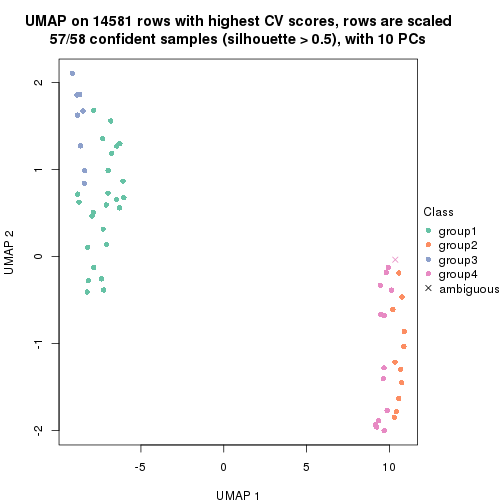 UMAP on 14581 rows with highest CV scores, rows are scaled
57/58 confident samples (silhouette > 0.5), with 10 PCs
2
1
0
-1
-2
UMAP 2
-5
0
5
10
UMAP 1
Class
group1
group2
group3
group4
ambiguous